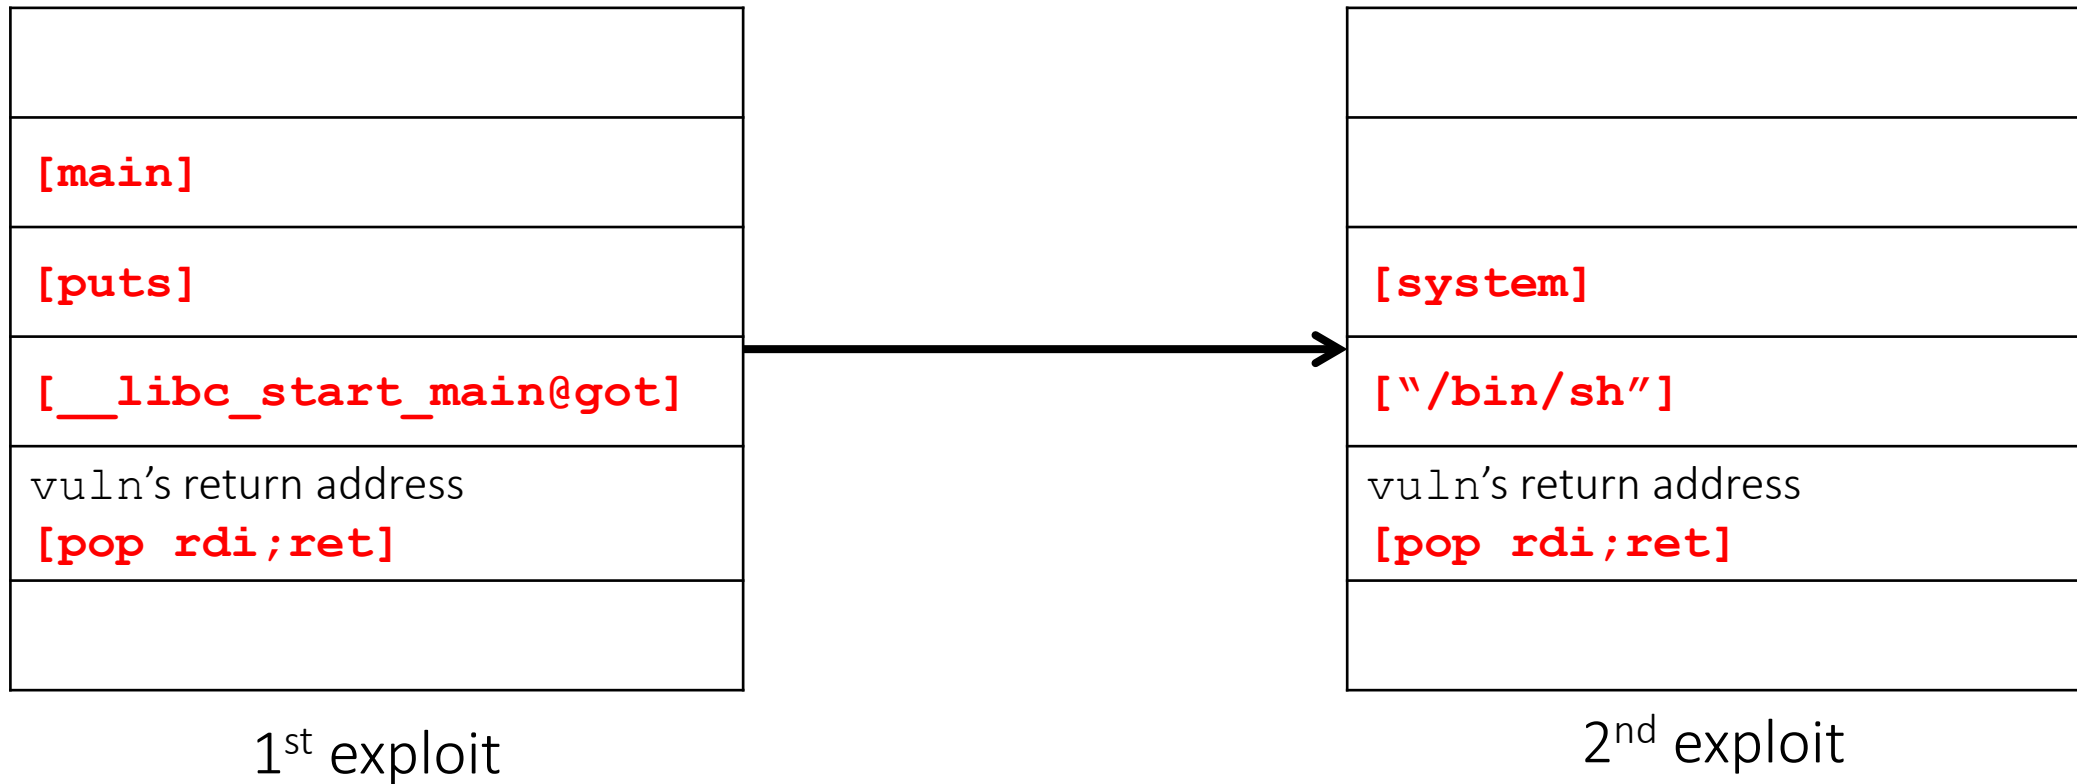 [main]
[puts]
[__libc_start_main@got]
vuln’s return address
[pop rdi;ret]
1st exploit
[system]
[“/bin/sh”]
vuln’s return address
[pop rdi;ret]
2nd exploit